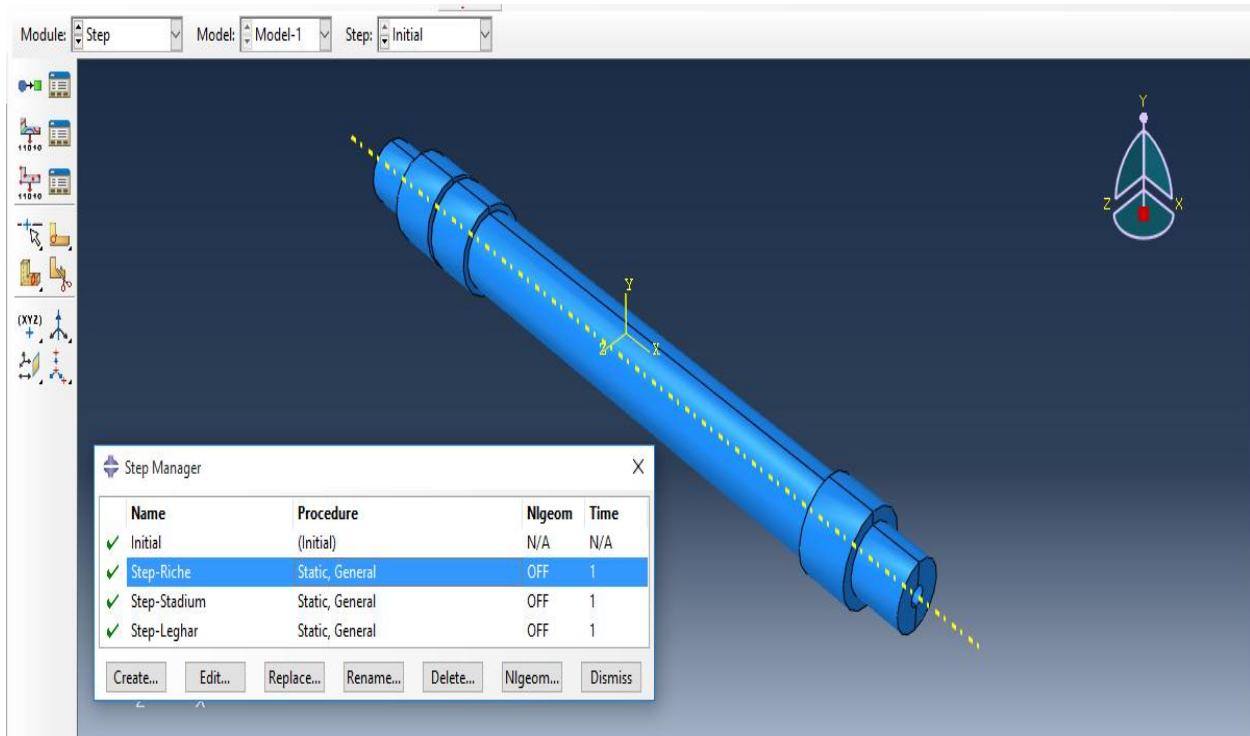 Module: Step Model: Model-1 Step: Initial
Y
Z X
Y
Z X
Step Manager X
Name Procedure Nlgeom Time
Initial (Initial) N/A N/A
Step-Riche Static, General OFF 1
Step-Stadium Static, General OFF 1
Step-Leghar Static, General OFF 1
Create... Edit... Replace... Rename... Delete... Nlgeom... Dismiss
Z X
(XYZ)